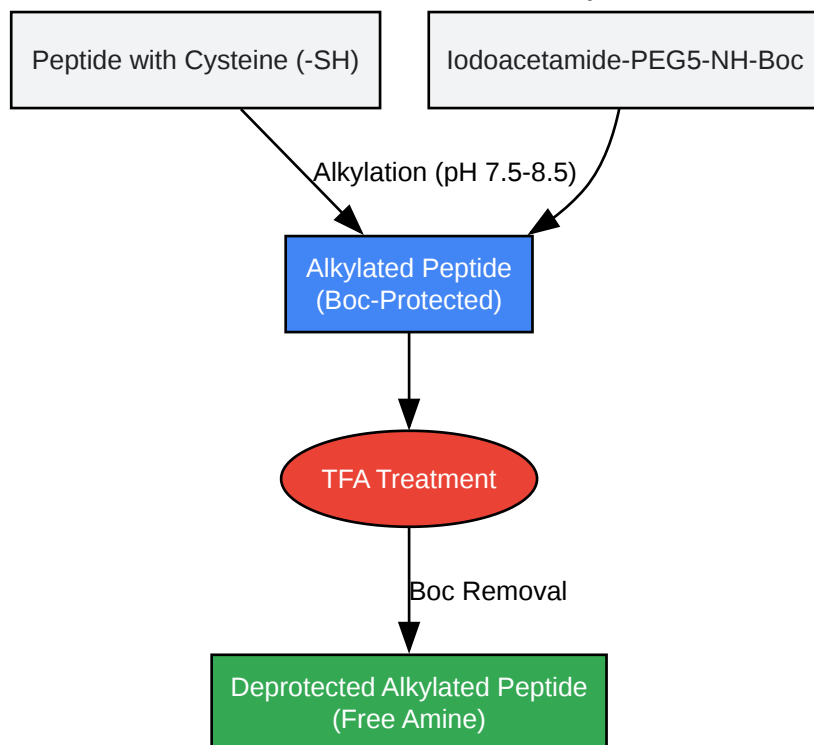 Peptide with Cysteine (-SH)
Iodoacetamide-PEG5-NH-Boc
Alkylation (pH 7.5-8.5)
Alkylated Peptide
(Boc-Protected)
TFA Treatment
Boc Removal
Deprotected Alkylated Peptide
(Free Amine)